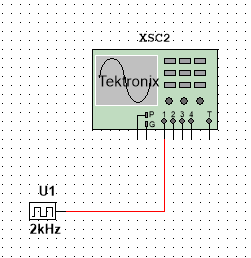 XSC2
Tektronix
P
G
1 2 3 4 T
U1
2kHz